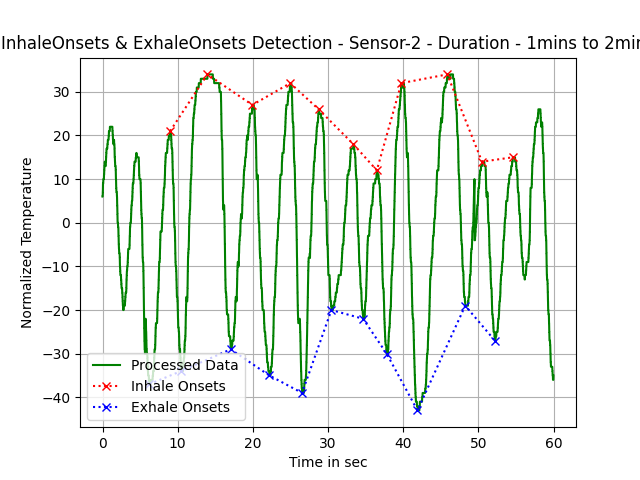 InhaleOnsets & ExhaleOnsets Detection - Sensor-2 - Duration - 1mins to 2min
Normalized Temperature
30
20
10
0
−10
−20
−30
−40
Processed Data
Inhale Onsets
Exhale Onsets
0 10 20 30 40 50 60
Time in sec